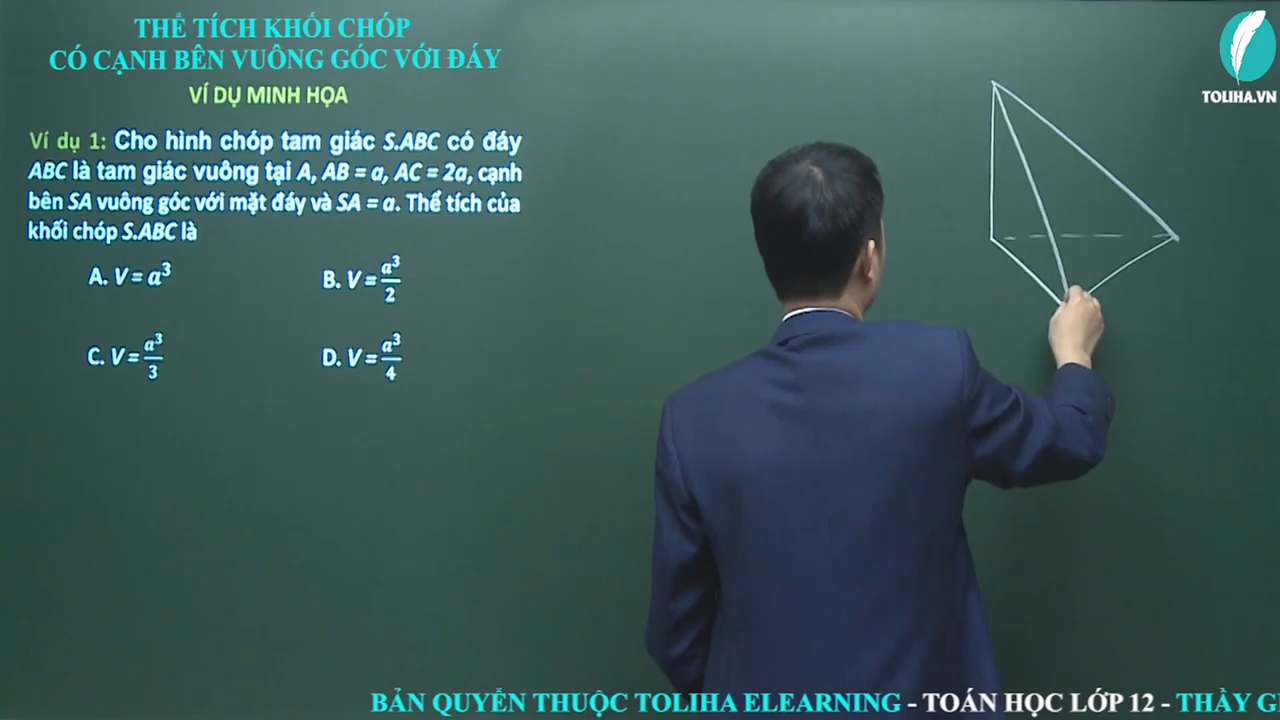 THỂ TÍCH KHỐI CHÓP
CÓ CẠNH BÊN VUÔNG GÓC VỚI ĐÁY
VÍ DỤ MINH HỌA
Ví dụ 1: Cho hình chóp tam giác S.ABC có đáy
ABC là tam giác vuông tại A, AB = a, AC = 2a, cạnh
bên SA vuông góc với mặt đáy và SA = a. Thể tích của
khối chóp S.ABC là
A. V = a³
B. V = a³/2
C. V = a³/3
D. V = a³/4
TOLIHA.VN
BẢN QUYỀN THUỘC TOLIHA ELEARNING - TOÁN HỌC LỚP 12 - THẦY G